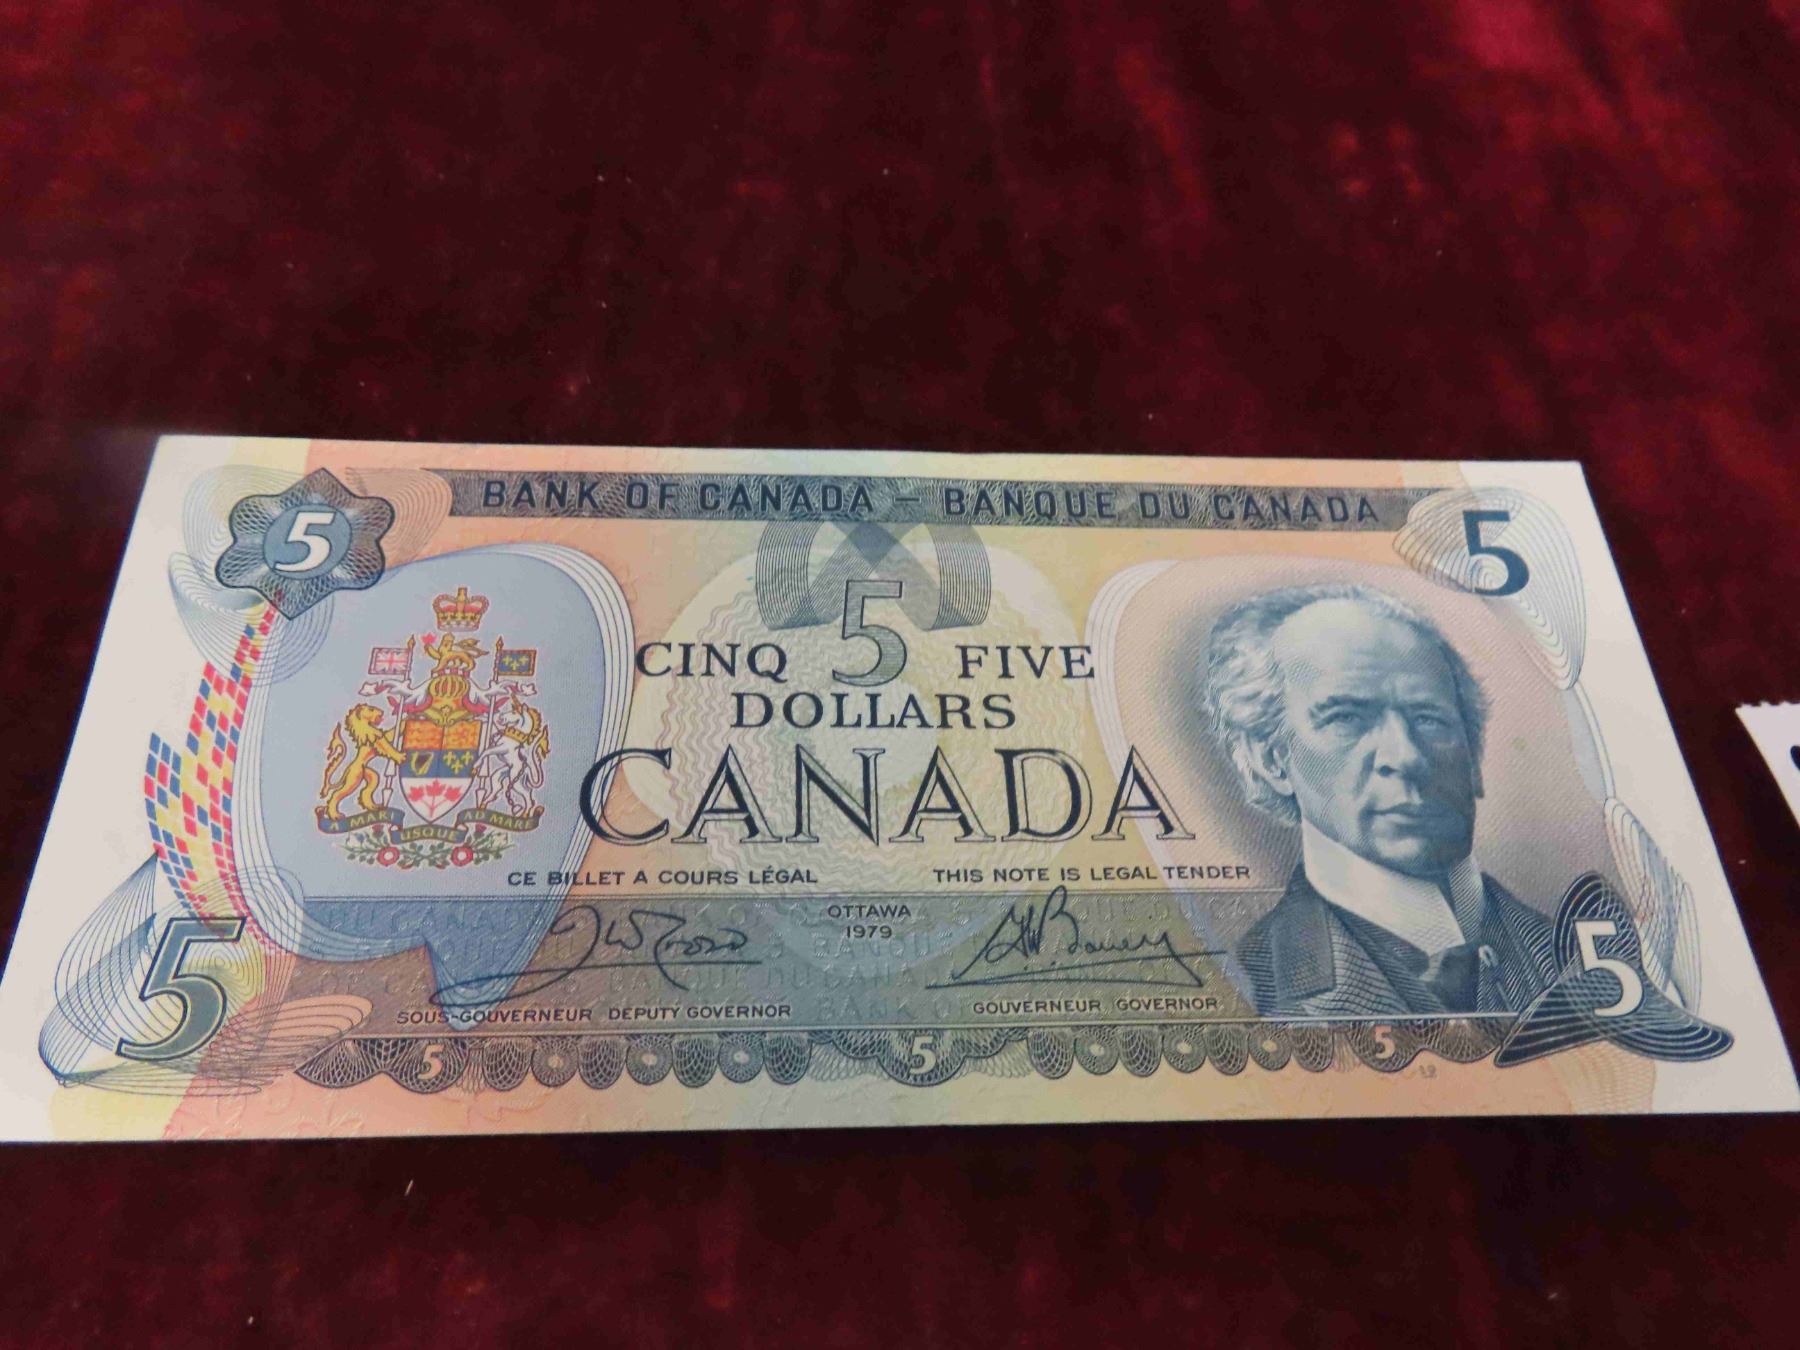 BANK OF CANADA – BANQUE DU CANADA
5
5
5
CINQ FIVE
DOLLARS
CANADA
A MARI USQUE AD MARE
CE BILLET A COURS LÉGAL THIS NOTE IS LEGAL TENDER
OTTAWA
1979
SOUS-GOUVERNEUR DEPUTY GOVERNOR GOUVERNEUR GOVERNOR
5
5
5 5 5